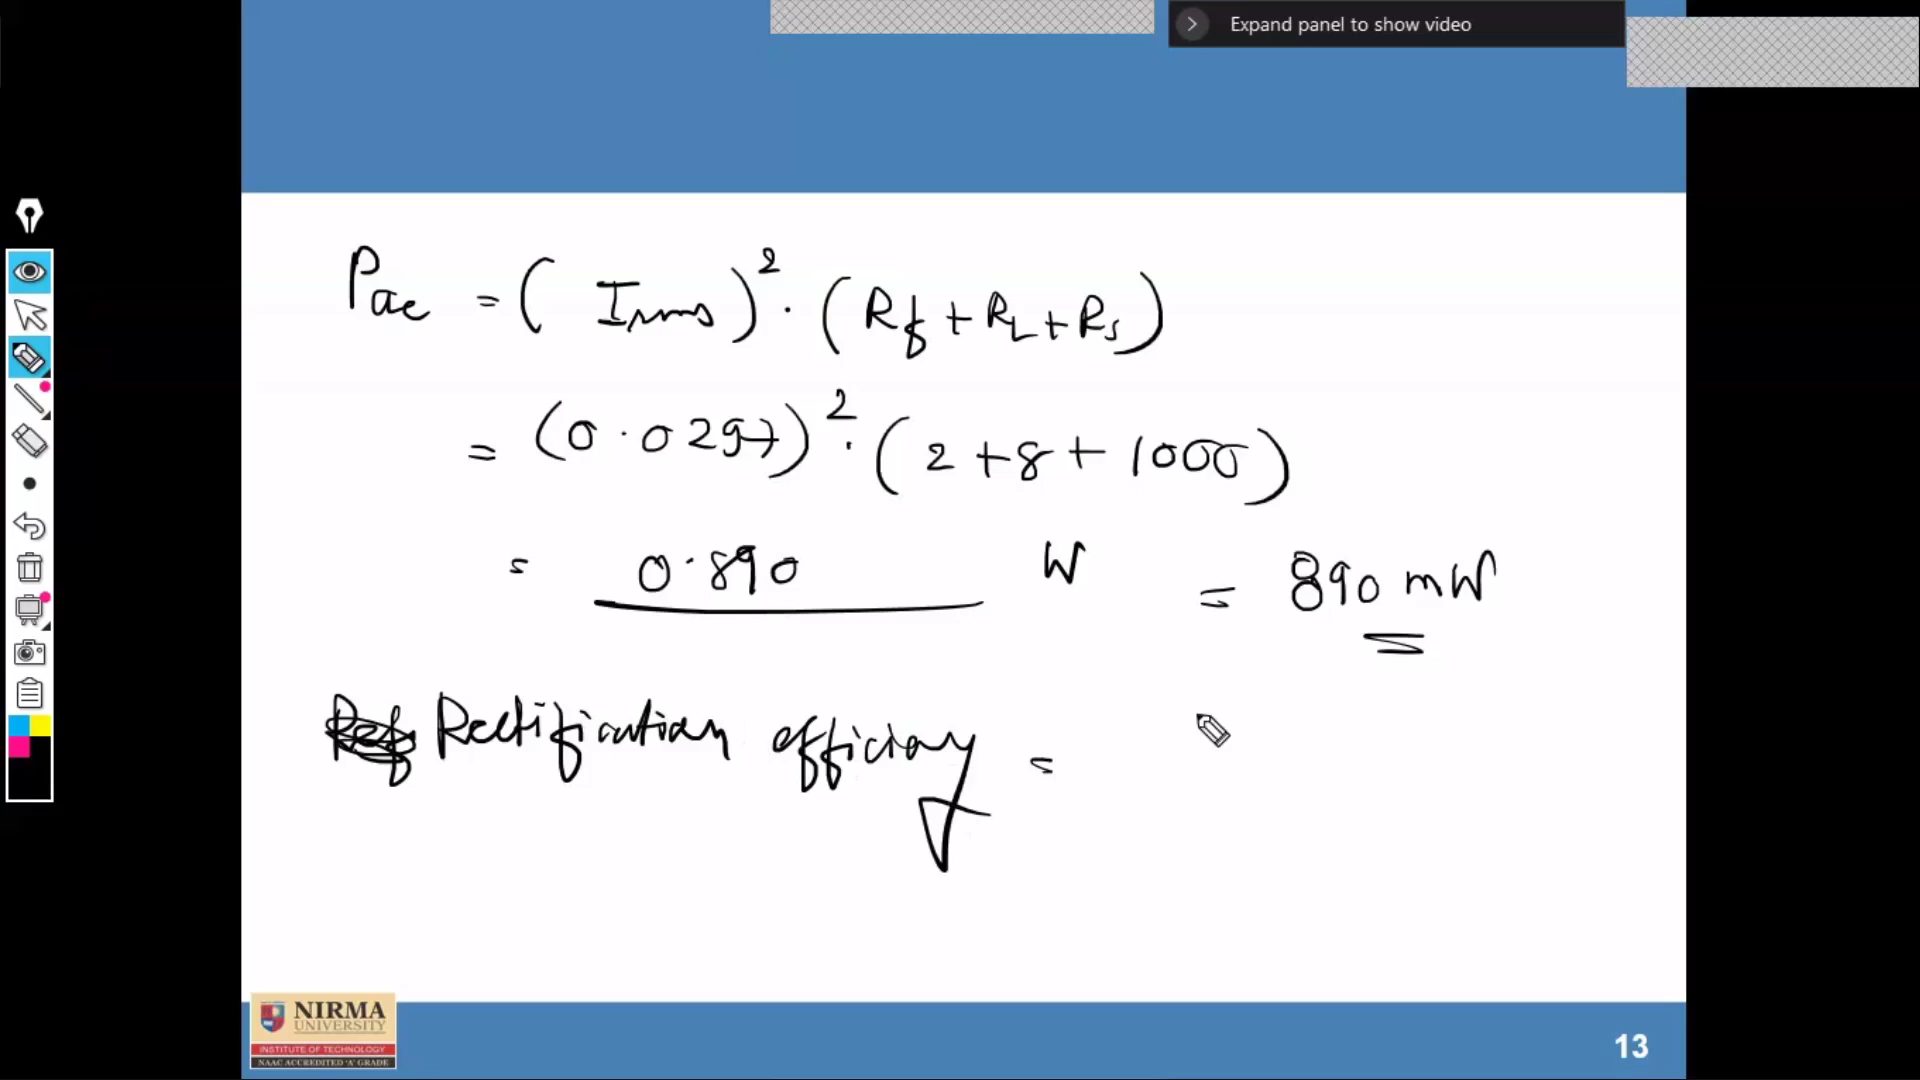 Expand panel to show video
Pac = (Irms)² · (Rf + RL + Rs)
= (0.0297)² · (2 + 8 + 1000)
= 0.890 W = 890 mW
Rectification efficiency =
NIRMA
UNIVERSITY
INSTITUTE OF TECHNOLOGY
NAAC ACCREDITED 'A' GRADE
13